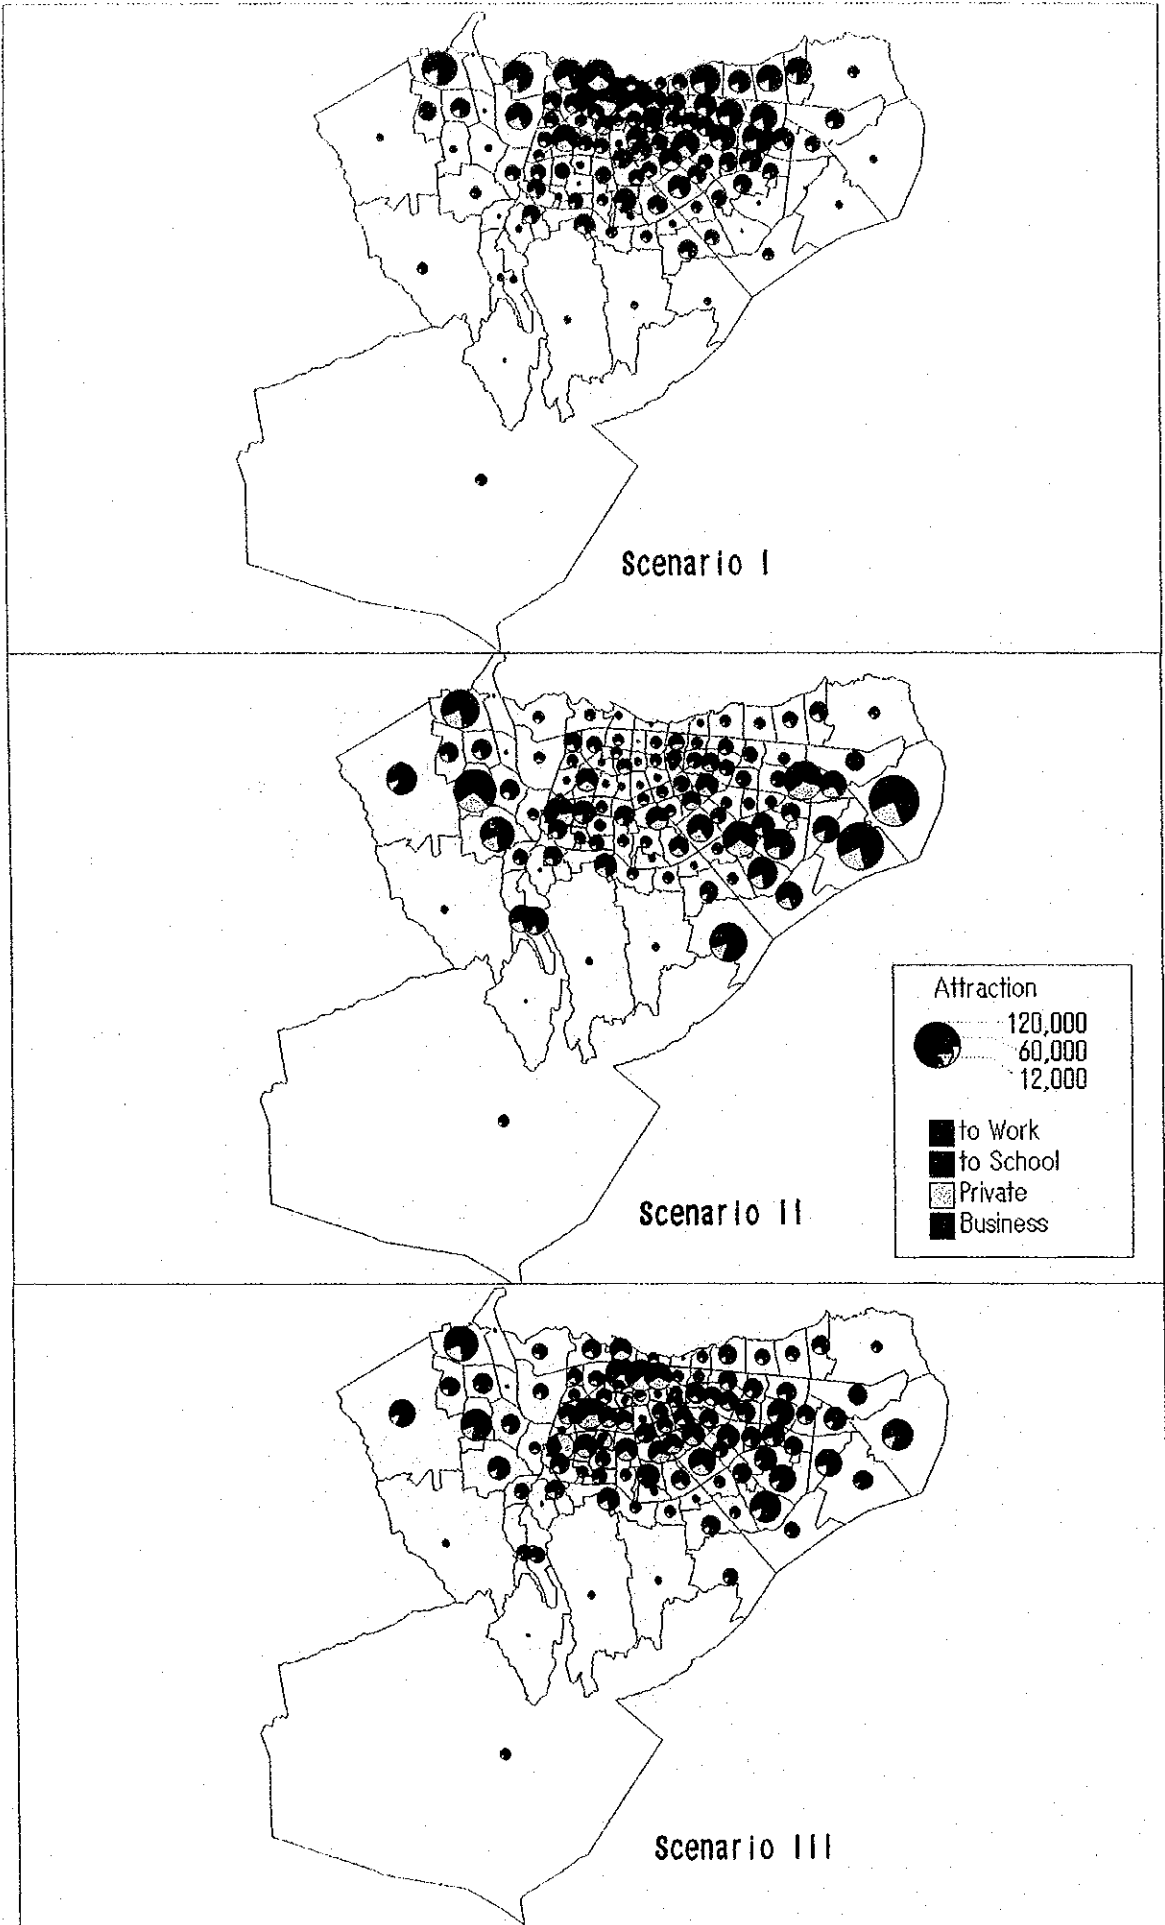 Scenario I
Attraction
120,000
60,000
12,000
to Work
to School
Private
Business
Scenario II
Scenario III